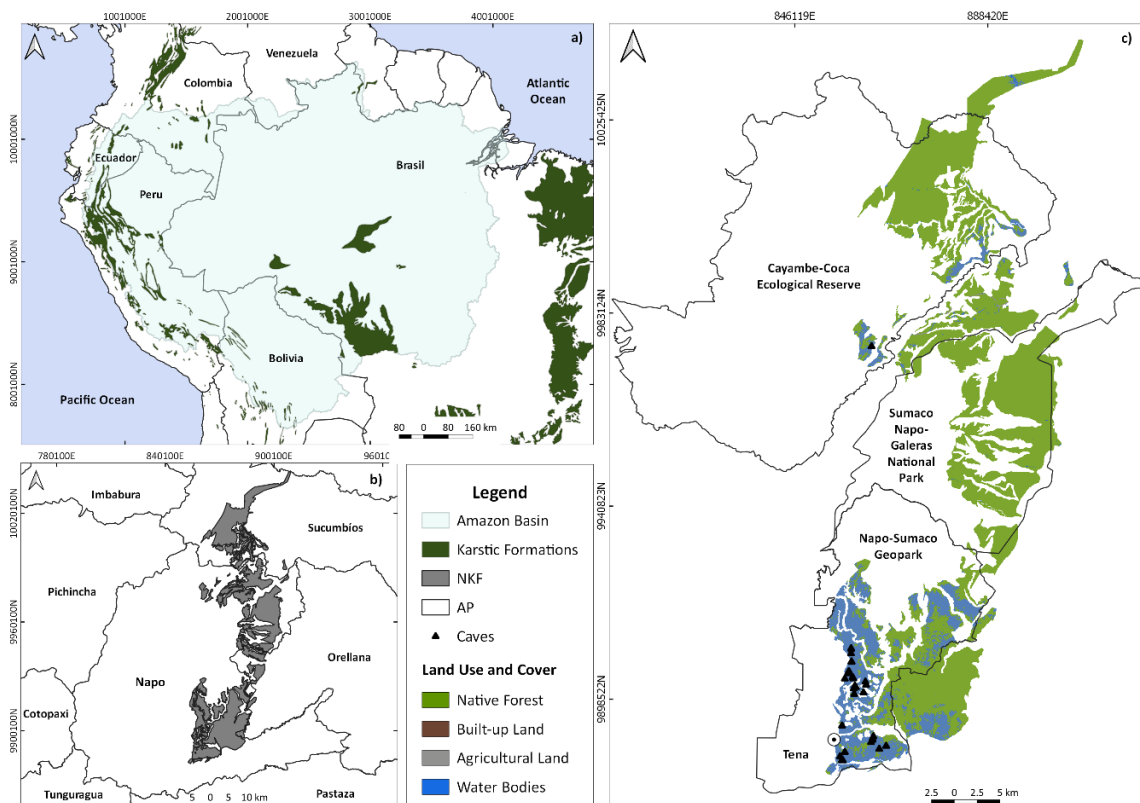 1001000E
2001000E
3001000E
4001000E
a)
Venezuela
Colombia
Atlantic
Ocean
Ecuador
Brasil
Peru
Bolivia
Pacific Ocean
10001000N
9001000N
8001000N
80 0 80 160 km
780100E
840100E
900100E
96010
b)
Imbabura
Sucumbíos
Pichincha
Orellana
Napo
Cotopaxi
Tunguragua
Pastaza
10020100N
9960100N
9900100N
5 0 5 10 km
Legend
Amazon Basin
Karstic Formations
NKF
AP
Caves
Land Use and Cover
Native Forest
Built-up Land
Agricultural Land
Water Bodies
846119E
888420E
c)
10025425N
9983124N
9940823N
9898522N
Cayambe-Coca
Ecological Reserve
Sumaco
Napo-
Galeras
National
Park
Napo-Sumaco
Geopark
Tena
2.5 0 2.5 5 km